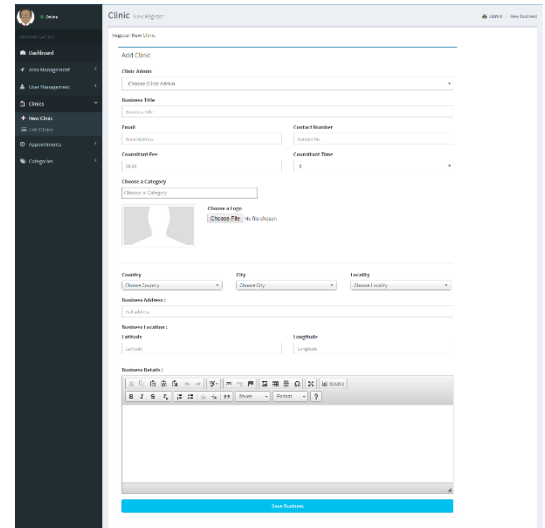 Online
Clinic New Register
Admin > New Business
MAIN NAVIGATION
Register New Clinic
Dashboard
Add Clinic
Area Management
Clinic Admin
Choose Clinic Admin
User Management
Clinics
Business Title
Business Title
New Clinic
List Clinics
Email
Contact Number
Email Address
Contact No
Appointments
Consultant Fee
Consultant Time
Categories
Choose a Category
Choose a Category
Choose a Logo
Choose File No file chosen
Country
City
Locality
Choose Country
Choose City
Choose Locality
Business Address :
Full address
Business Location :
Latitude
Longitude
Latitude
Longitude
Business Details :
Source
B I S
Styles
Format
?
Save Business